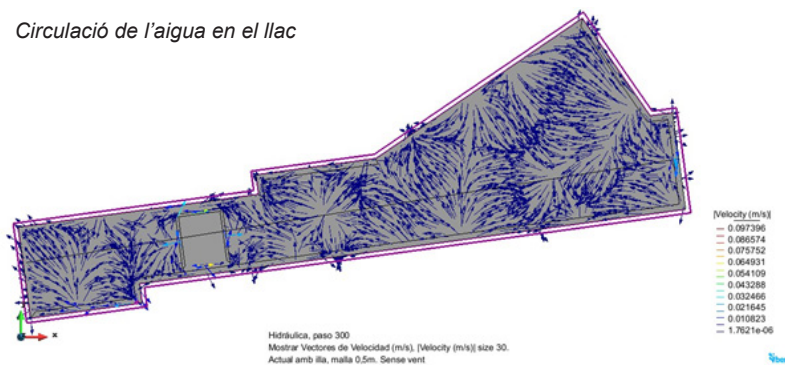 Circulació de l'aigua en el llac
|Velocity (m/s)|
0.097396
0.086574
0.075752
0.064931
0.054109
0.043288
0.032466
0.021645
0.010823
1.7621e-06
x
Hidráulica, paso 300
Mostrar Vectores de Velocidad (m/s), |Velocity (m/s)| size 30.
Actual amb illa, malla 0,5m. Sense vent